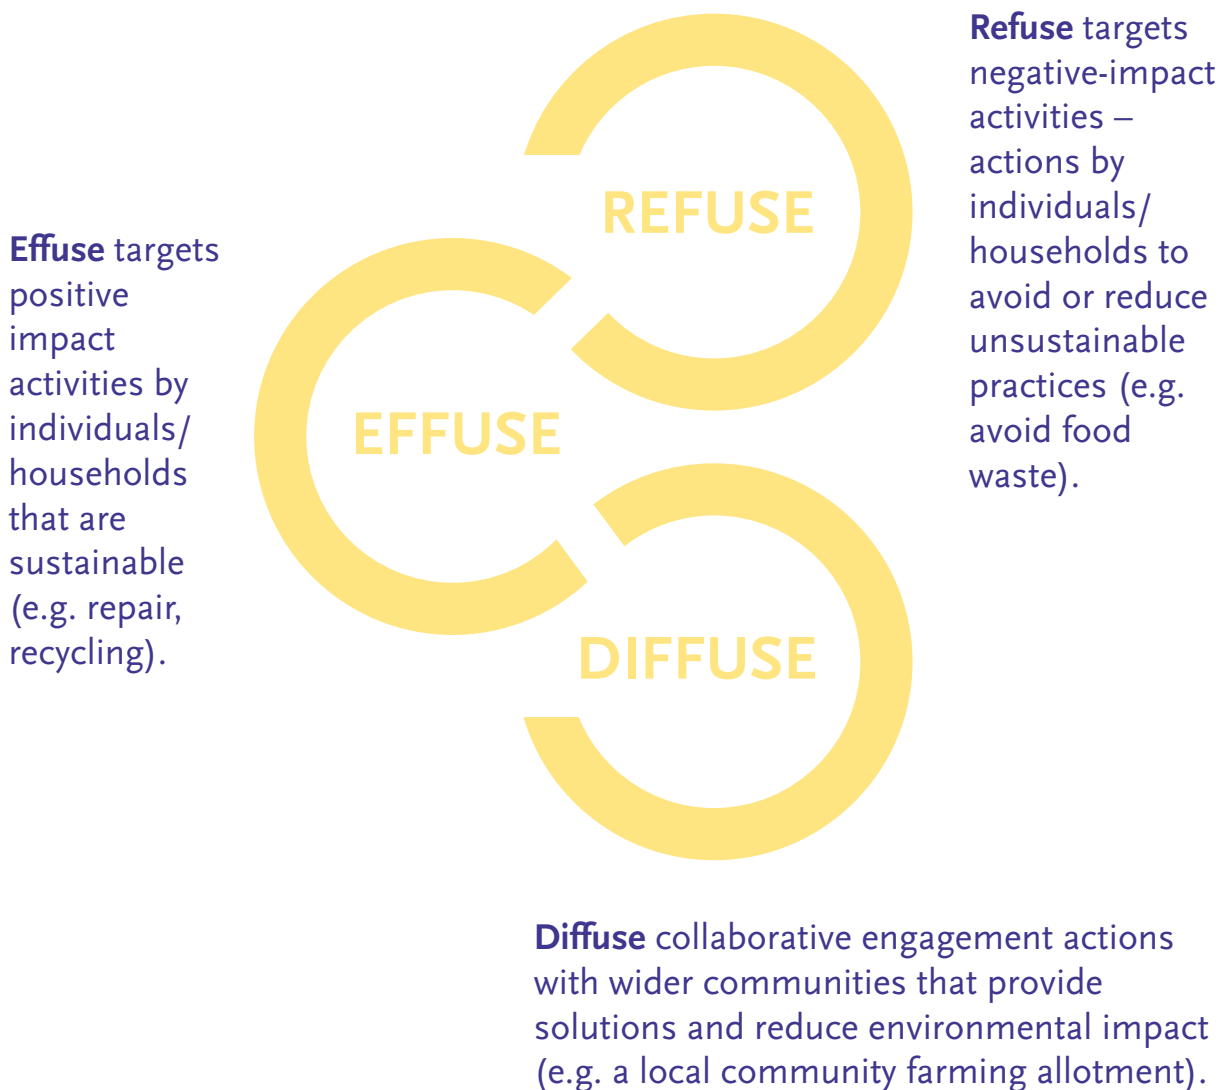 Refuse targets
negative-impact
activities –
actions by
individuals/
households to
avoid or reduce
unsustainable
practices (e.g.
avoid food
waste).
REFUSE
Effuse targets
positive
impact
activities by
individuals/
households
that are
sustainable
(e.g. repair,
recycling).
EFFUSE
DIFFUSE
Diffuse collaborative engagement actions
with wider communities that provide
solutions and reduce environmental impact
(e.g. a local community farming allotment).